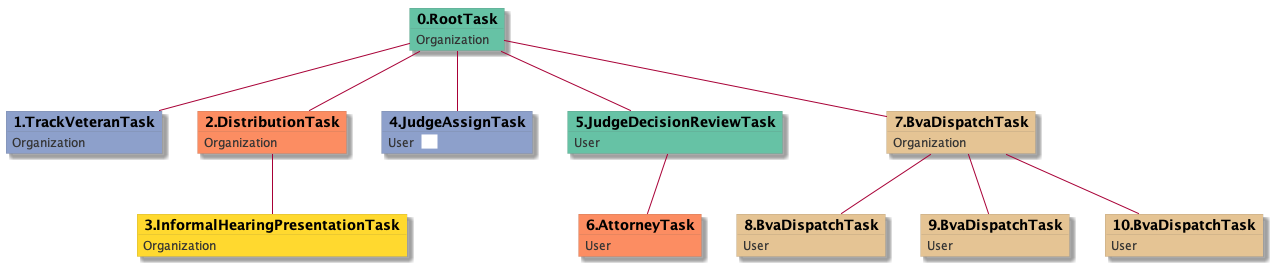 0.RootTask
Organization
1.TrackVeteranTask
Organization
2.DistributionTask
Organization
4.JudgeAssignTask
User
5.JudgeDecisionReviewTask
User
7.BvaDispatchTask
Organization
3.InformalHearingPresentationTask
Organization
6.AttorneyTask
User
8.BvaDispatchTask
User
9.BvaDispatchTask
User
10.BvaDispatchTask
User